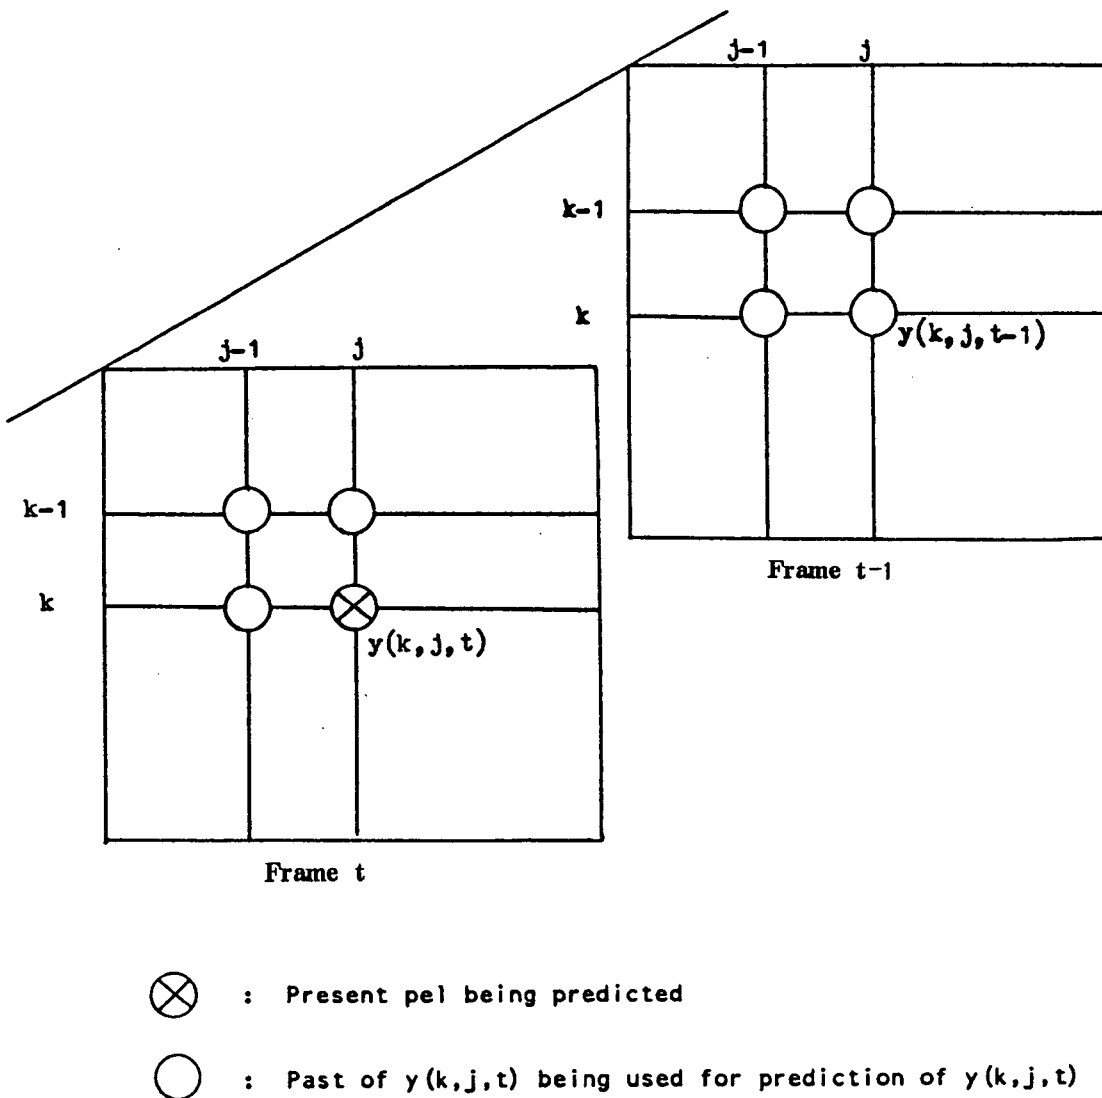 j-1 j
k-1
k
y(k,j,t-1)
Frame t-1
j-1 j
k-1
k
y(k,j,t)
Frame t
: Present pel being predicted
: Past of y(k,j,t) being used for prediction of y(k,j,t)